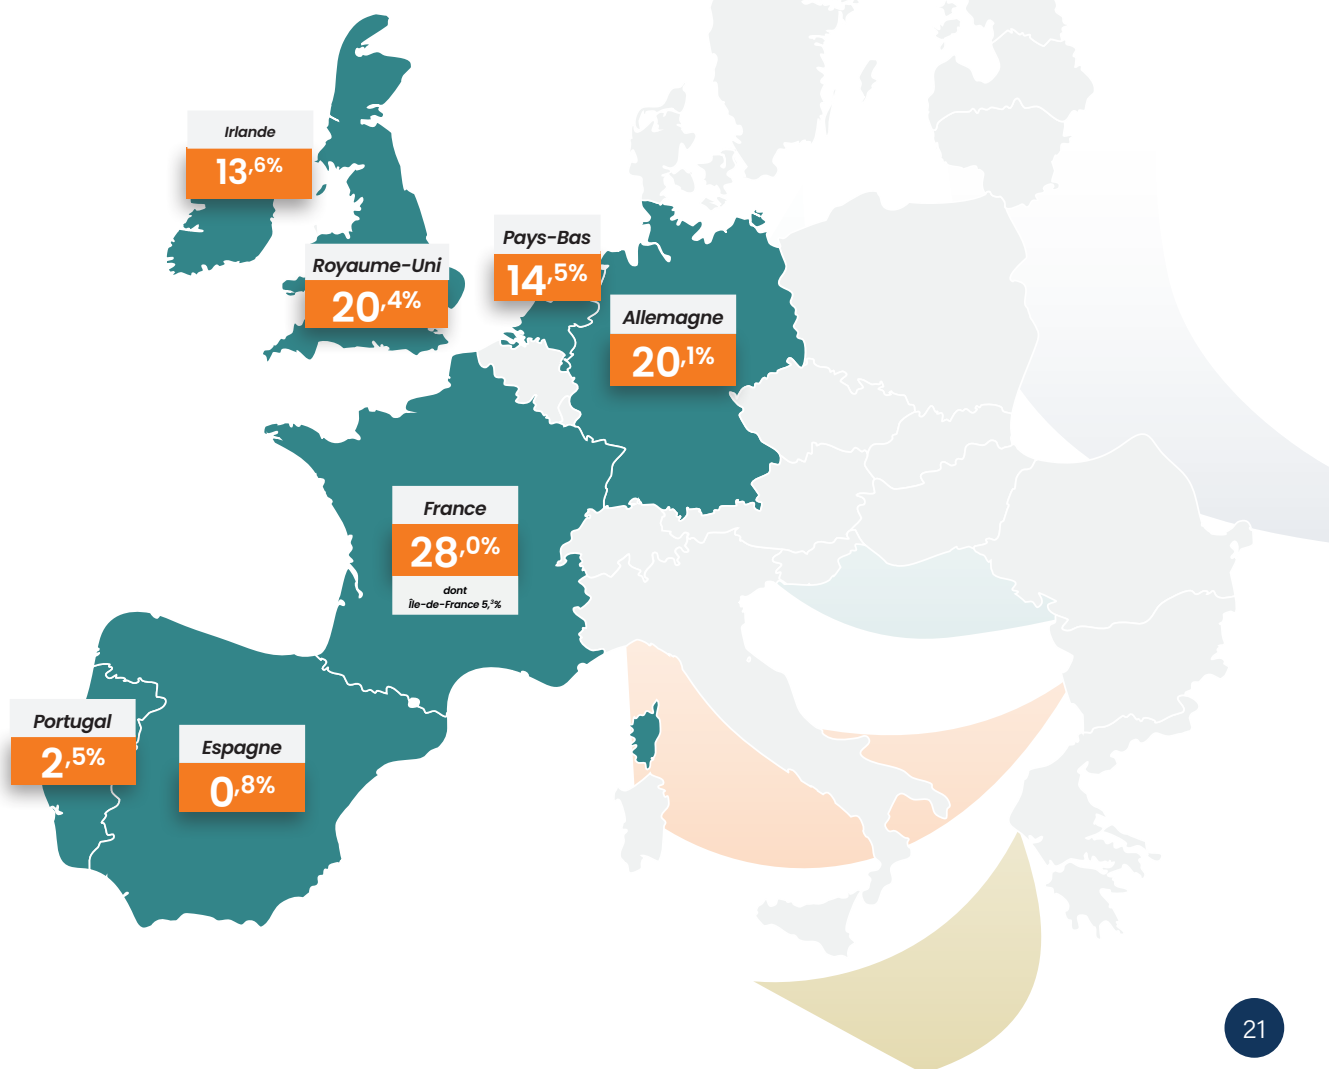 Irlande
13,6%
Royaume-Uni
20,4%
Pays-Bas
14,5%
Allemagne
20,1%
France
28,0%
dont
Île-de-France 5,3%
Portugal
2,5%
Espagne
0,8%
21